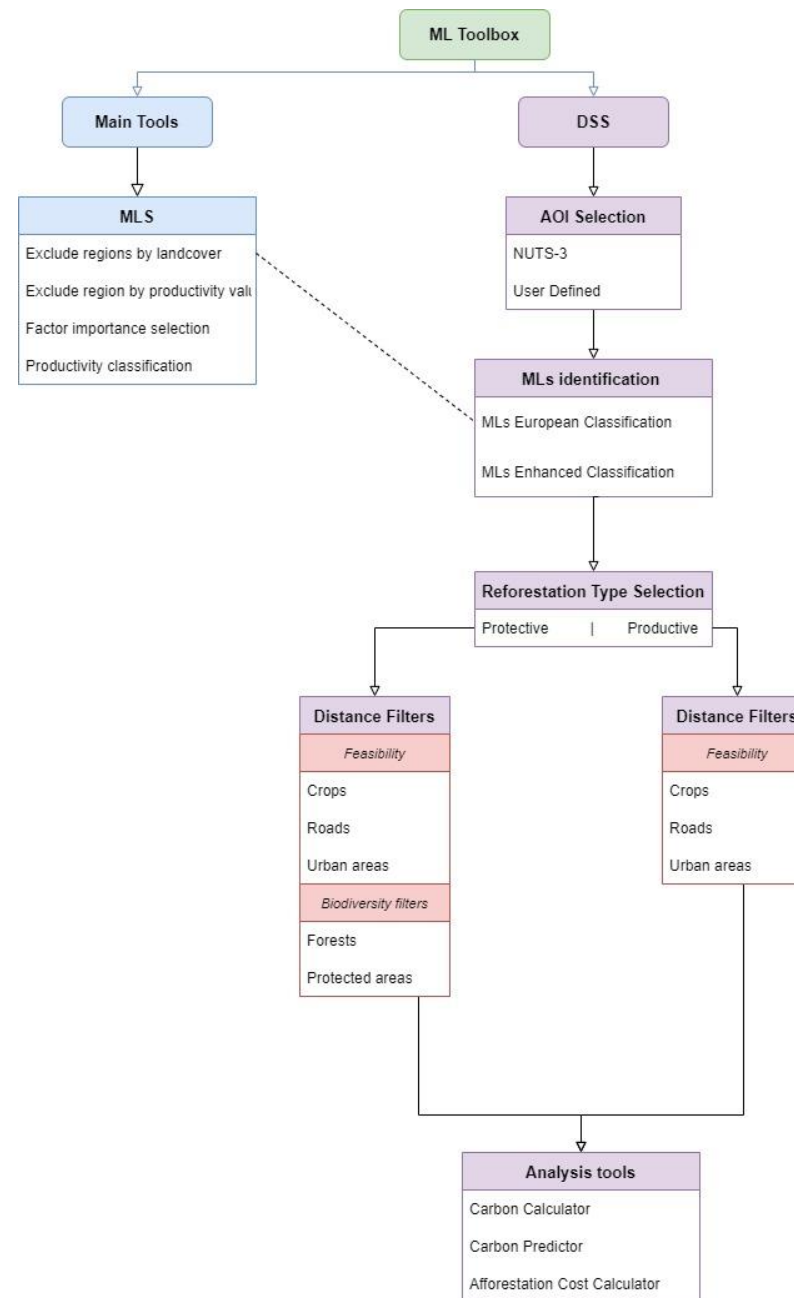 ML Toolbox
Main Tools
DSS
MLS
Exclude regions by landcover
Exclude region by productivity valu
Factor importance selection
Productivity classification
AOI Selection
NUTS-3
User Defined
MLs identification
MLs European Classification
MLs Enhanced Classification
Reforestation Type Selection
Protective | Productive
Distance Filters
Feasibility
Crops
Roads
Urban areas
Biodiversity filters
Forests
Protected areas
Distance Filters
Feasibility
Crops
Roads
Urban areas
Analysis tools
Carbon Calculator
Carbon Predictor
Afforestation Cost Calculator